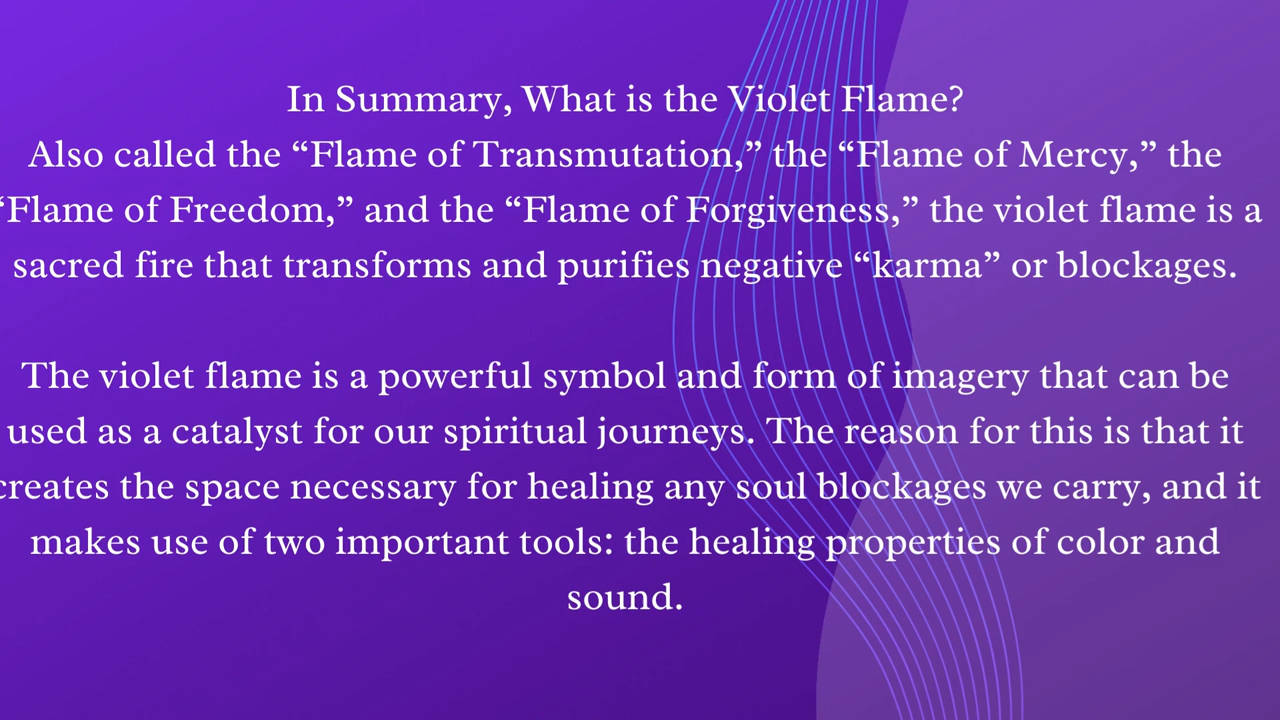 In Summary, What is the Violet Flame?
Also called the “Flame of Transmutation,” the “Flame of Mercy,” the
“Flame of Freedom,” and the “Flame of Forgiveness,” the violet flame is a
sacred fire that transforms and purifies negative “karma” or blockages.
The violet flame is a powerful symbol and form of imagery that can be
used as a catalyst for our spiritual journeys. The reason for this is that it
creates the space necessary for healing any soul blockages we carry, and it
makes use of two important tools: the healing properties of color and
sound.